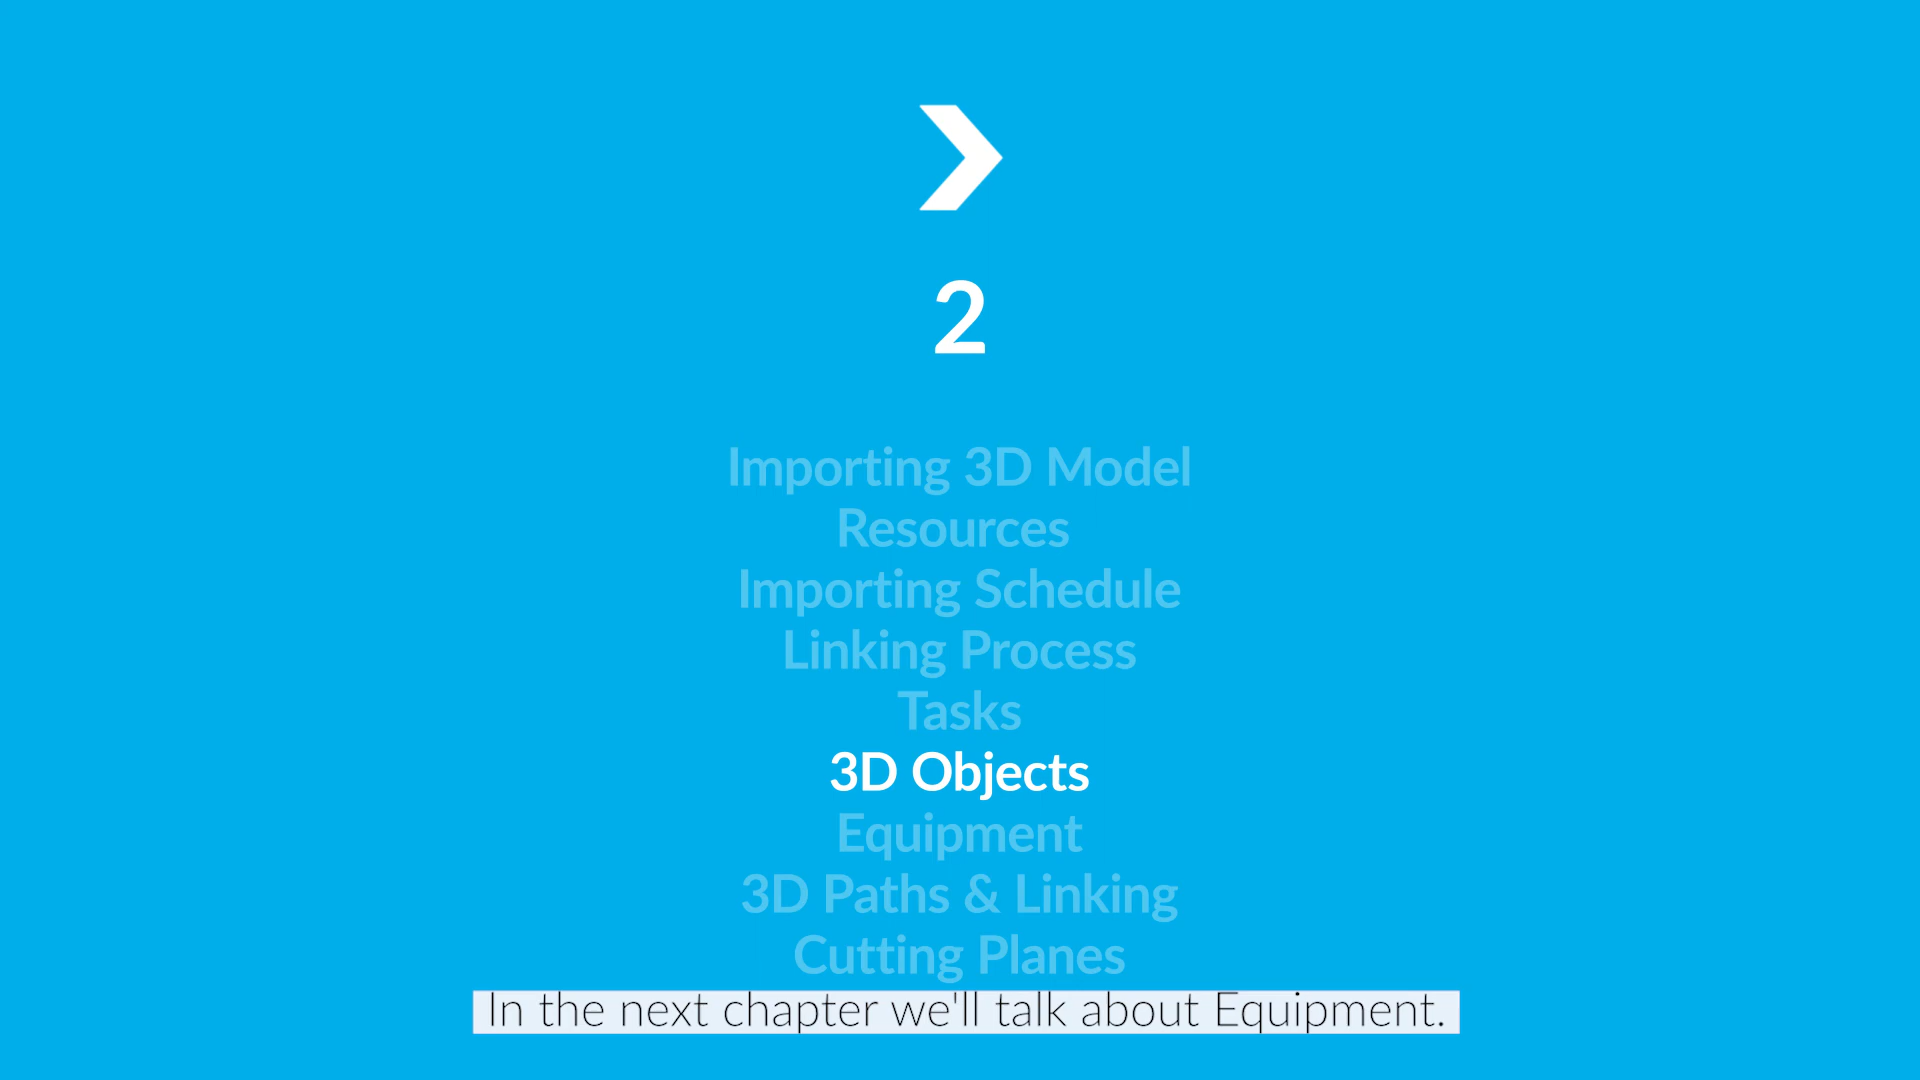 2
Importing 3D Model
Resources
Importing Schedule
Linking Process
Tasks
3D Objects
Equipment
3D Paths & Linking
Cutting Planes
In the next chapter we'll talk about Equipment.